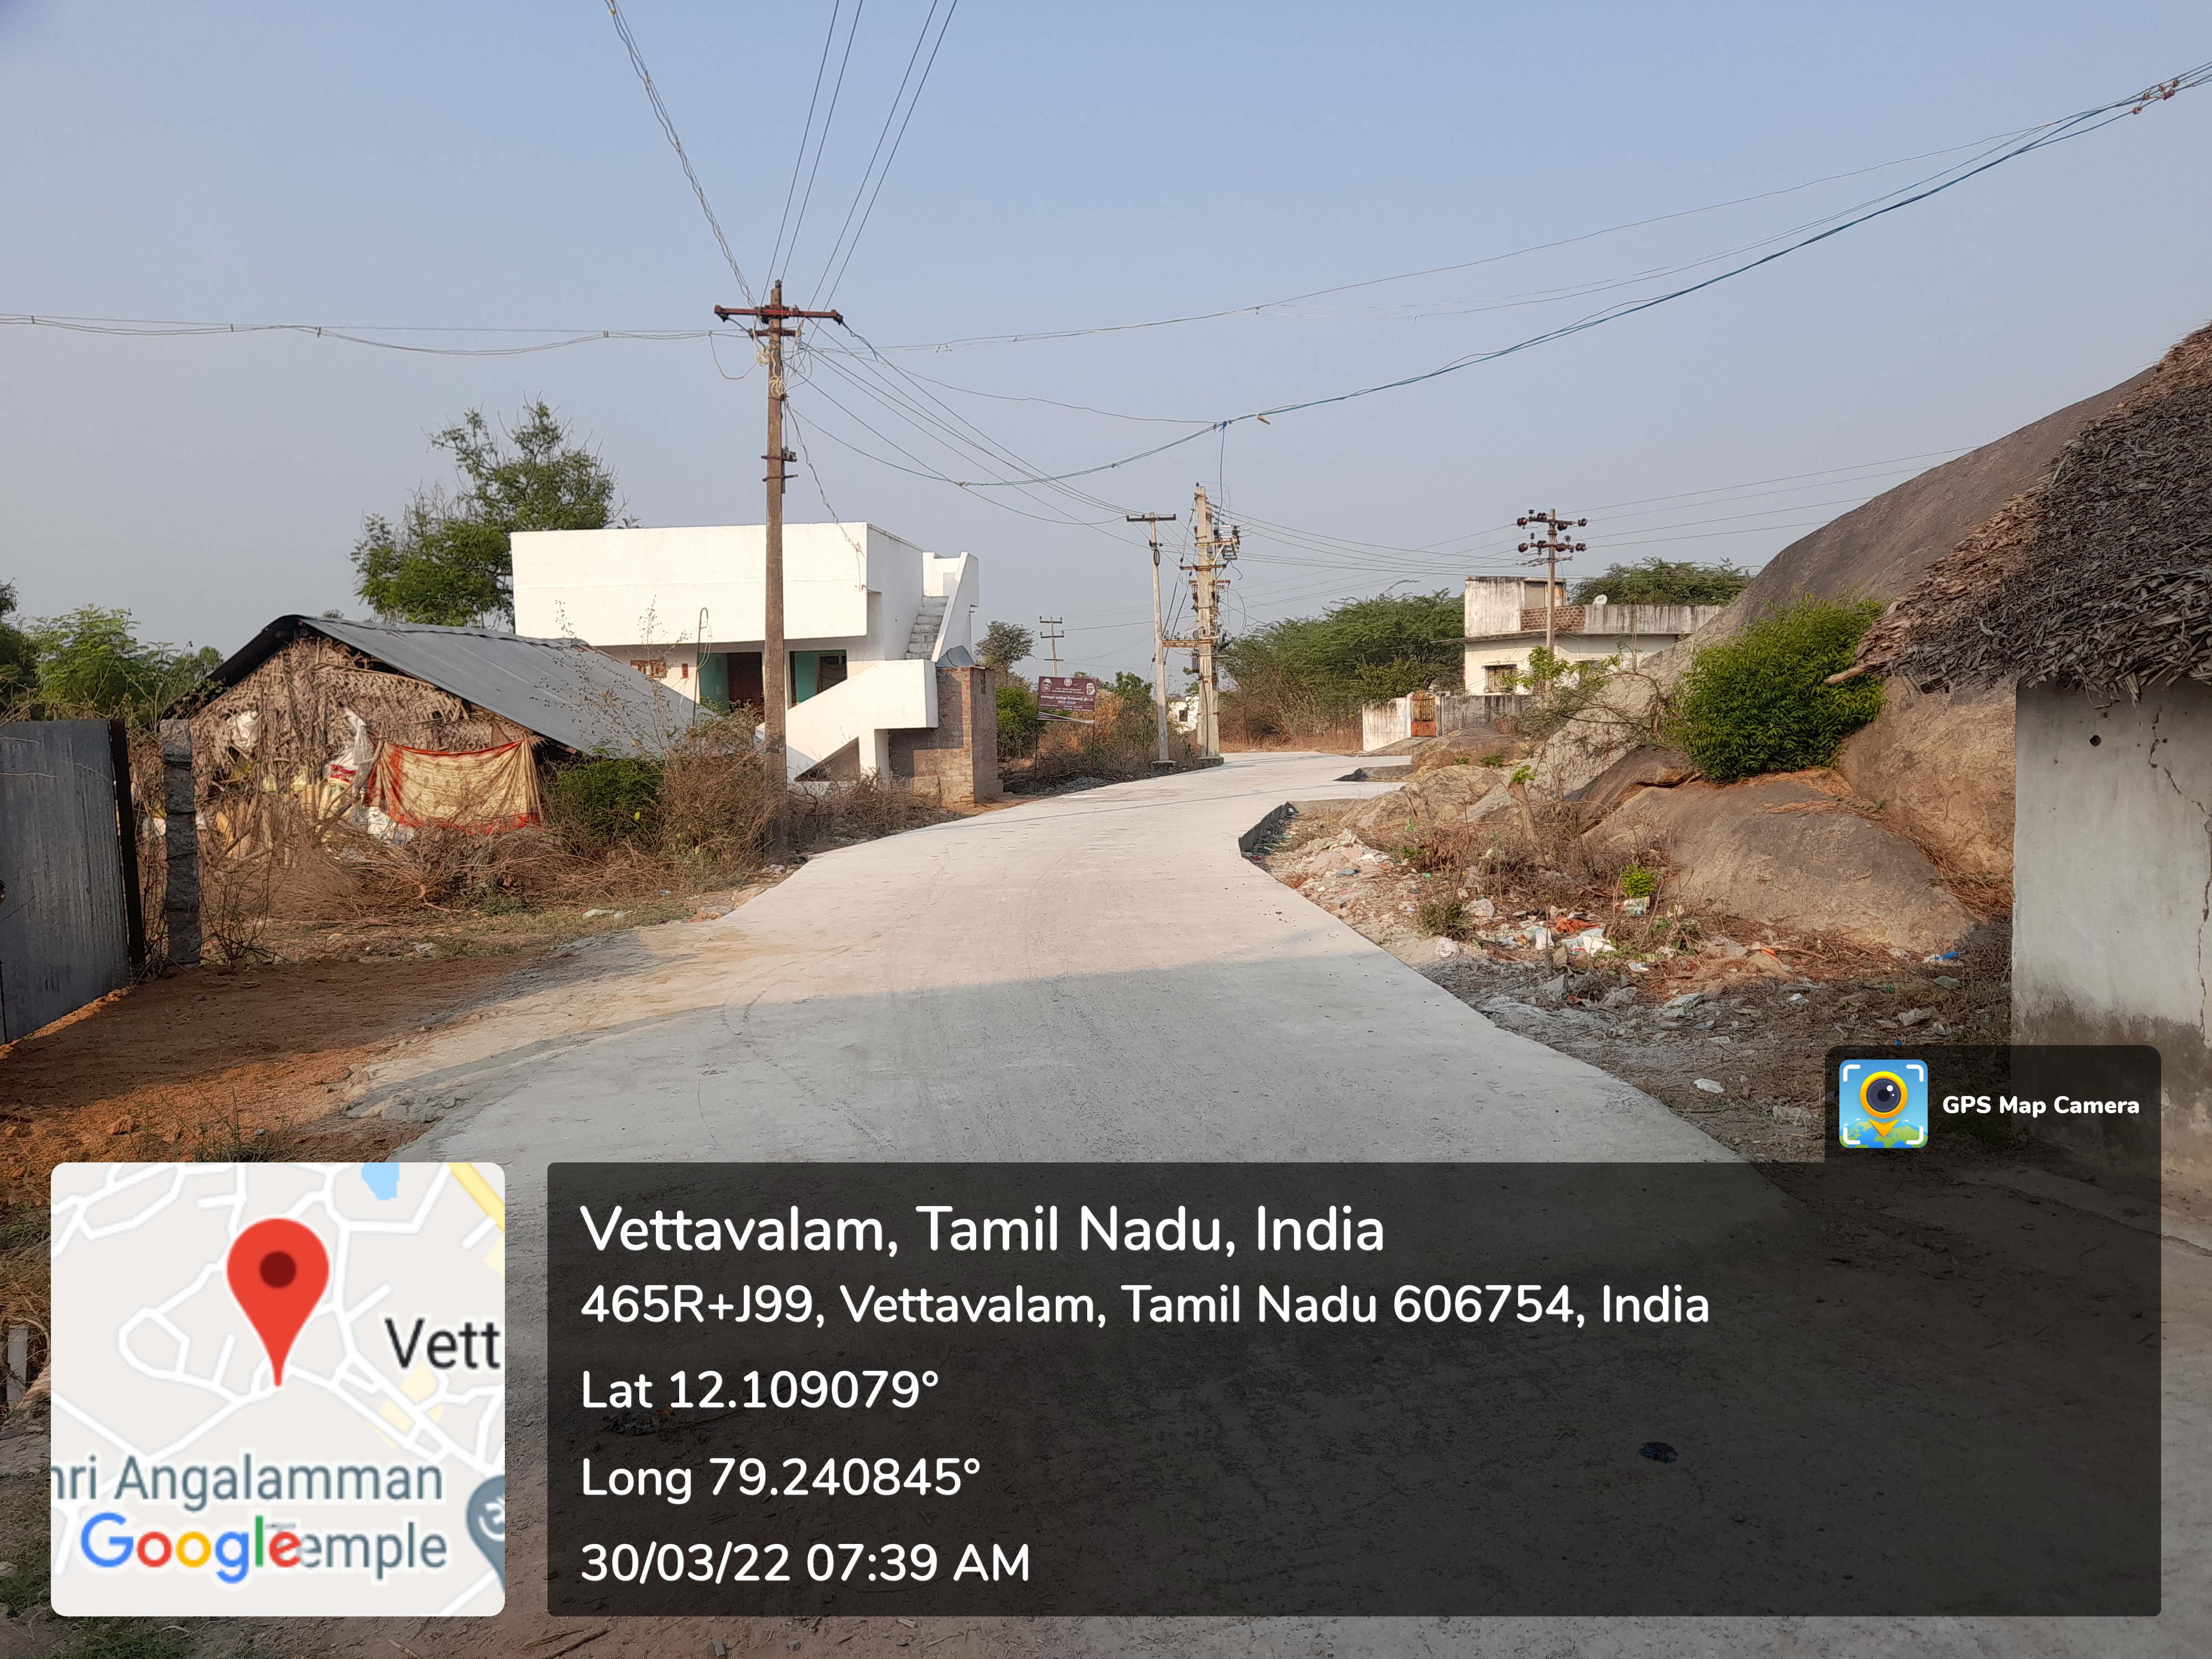 GPS Map Camera
Vettavalam, Tamil Nadu, India
465R+J99, Vettavalam, Tamil Nadu 606754, India
Lat 12.109079°
Long 79.240845°
30/03/22 07:39 AM
Vett
hri Angalamman
Google emple